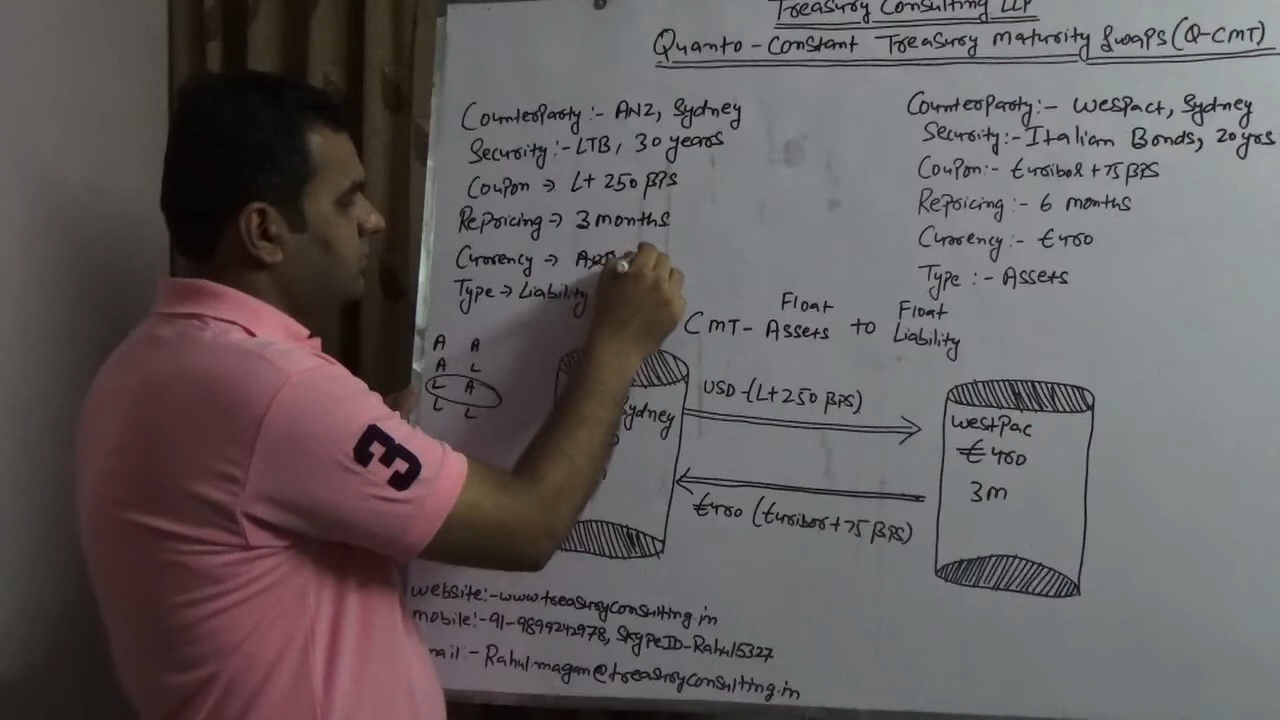 Treasury Consulting LLP
Quanto-Constant Treasury Maturity Swaps (Q-CMT)
Counterparty:- ANZ, Sydney
Security:- LTB, 30 years
Coupon → L+ 250 BPS
Repricing → 3 months
Currency →
Type → Liability
Counterparty:- Westpact, Sydney
Security:- Italian Bonds, 20 yrs
Coupon:- Euribor +75 BPS
Repricing:- 6 months
Currency:- €400
Type :- Assets
Float Float
CMT- Assets to Liability
A A
A L
L A
L L
USD-(L+250 BPS)
€400 (Euribor+75 BPS)
Sydney
WestPac
€400
3m
website:-www.treasuryconsulting.in
mobile:-91-9899242978, SkypeID-Rahul5327
Rahul.magan@treasuryconsulting.in
3